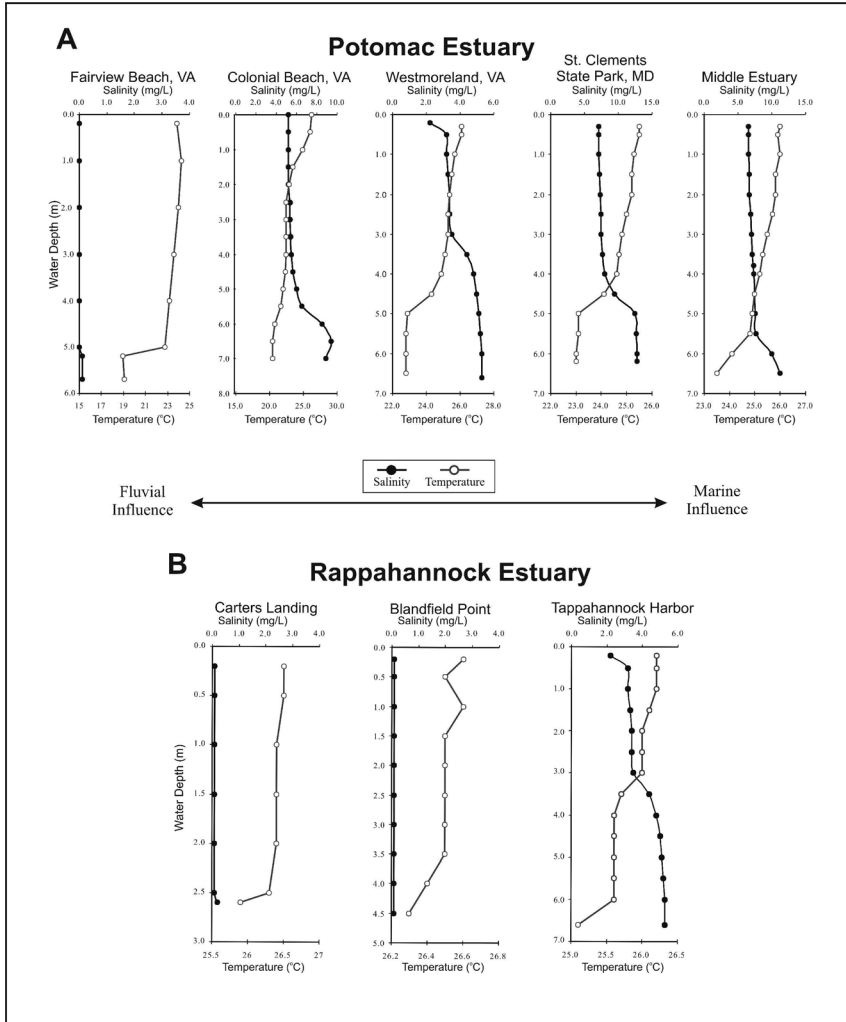 A
Potomac Estuary
Fairview Beach, VA
Salinity (mg/L)
0.0 1.0 2.0 3.0 4.0
0.0
1.0
2.0
3.0
4.0
5.0
6.0
Water Depth (m)
15 19 23 25
Temperature (°C)
Colonial Beach, VA
Salinity (mg/L)
0.0 2.0 4.0 6.0 8.0 10.0
0.0
1.0
2.0
3.0
4.0
5.0
6.0
7.0
8.0
15.0 20.0 25.0 30.0
Temperature (°C)
Westmoreland, VA
Salinity (mg/L)
0.0 2.0 4.0 6.0
0.0
1.0
2.0
3.0
4.0
5.0
6.0
7.0
22.0 24.0 26.0 28.0
Temperature (°C)
St. Clements
State Park, MD
Salinity (mg/L)
0.0 5.0 10.0 15.0
0.0
1.0
2.0
3.0
4.0
5.0
6.0
7.0
22.0 23.0 24.0 25.0 26.0
Temperature (°C)
Middle Estuary
Salinity (mg/L)
0.0 5.0 10.0 15.0
0.0
1.0
2.0
3.0
4.0
5.0
6.0
7.0
23.0 24.0 25.0 26.0 27.0
Temperature (°C)
Salinity Temperature
Fluvial
Influence
Marine
Influence
B
Rappahannock Estuary
Carters Landing
Salinity (mg/L)
0.0 1.0 2.0 3.0 4.0
0.0
0.5
1.0
1.5
2.0
2.5
3.0
Water Depth (m)
25.5 26 26.5 27
Temperature (°C)
Blandfield Point
Salinity (mg/L)
0.0 1.0 2.0 3.0 4.0
0.0
0.5
1.0
1.5
2.0
2.5
3.0
3.5
4.0
4.5
5.0
26.2 26.4 26.6 26.8
Temperature (°C)
Tappahannock Harbor
Salinity (mg/L)
0.0 2.0 4.0 6.0
0.0
1.0
2.0
3.0
4.0
5.0
6.0
7.0
25.0 25.5 26.0 26.5
Temperature (°C)